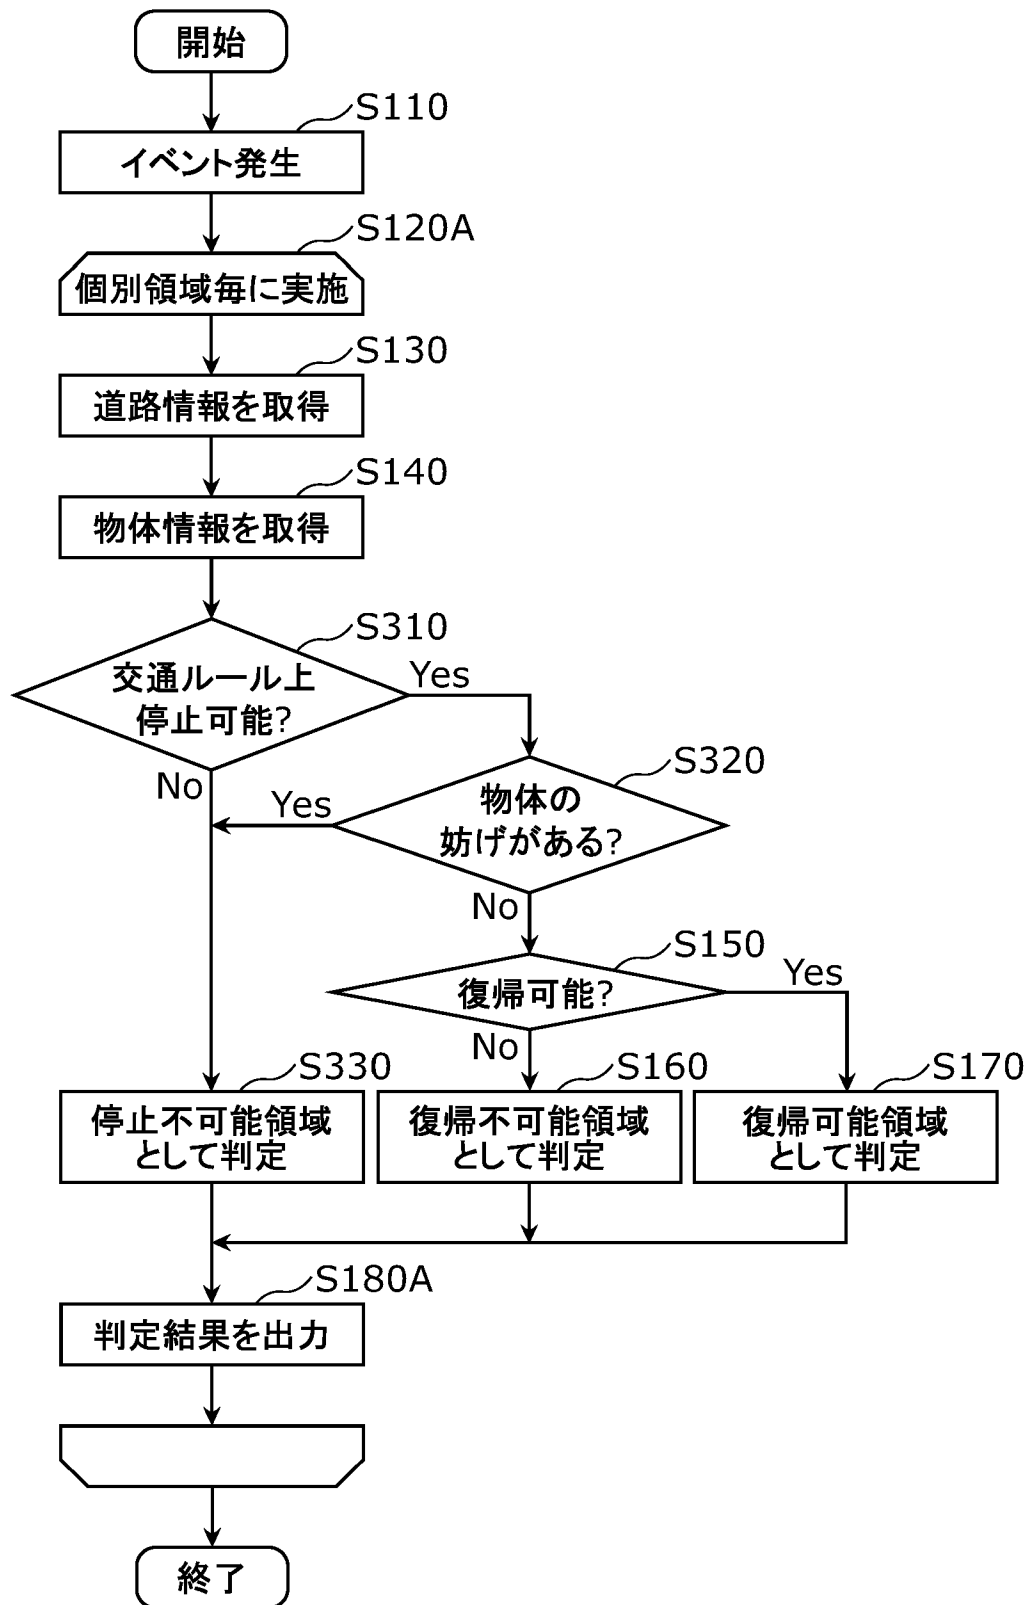 開始
S110
イベント発生
S120A
個別領域毎に実施
S130
道路情報を取得
S140
物体情報を取得
S310
交通ルール上
停止可能?
Yes
No
S320
物体の
妨げがある?
Yes
No
S150
復帰可能?
Yes
No
S330
停止不可能領域
として判定
S160
復帰不可能領域
として判定
S170
復帰可能領域
として判定
S180A
判定結果を出力
終了